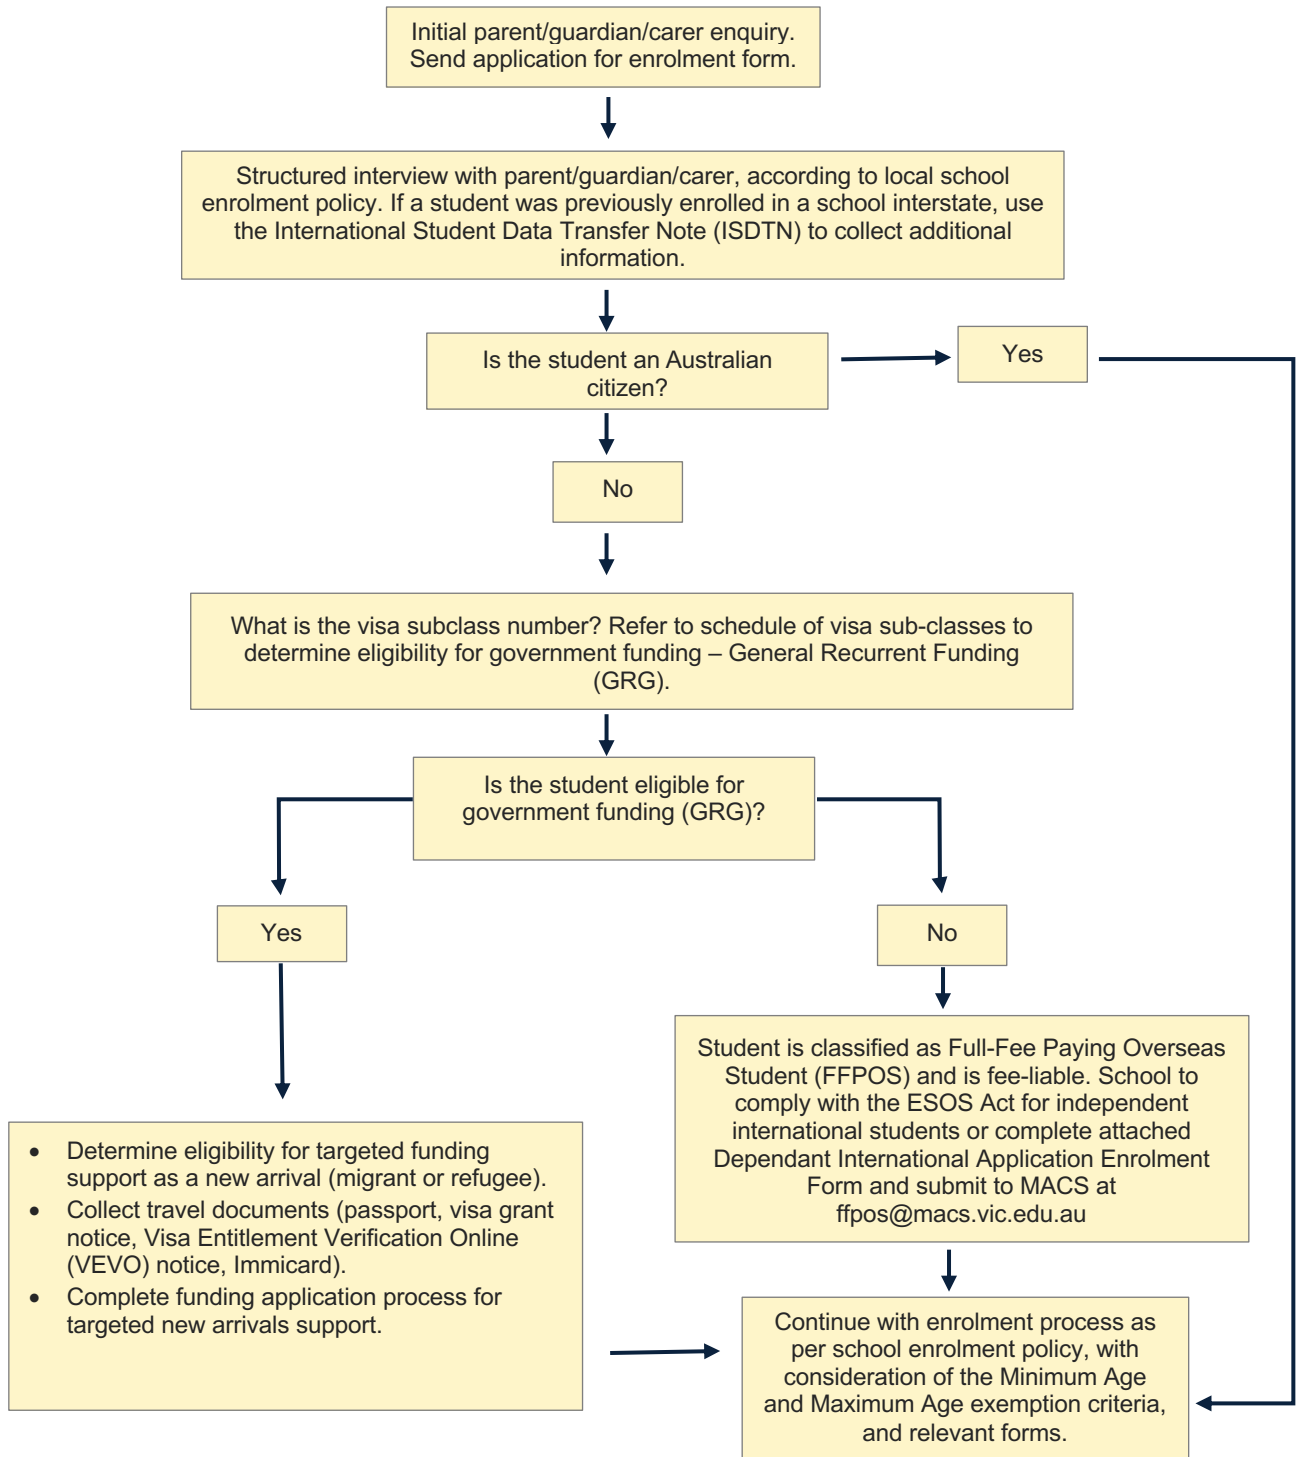 Initial parent/guardian/carer enquiry.
Send application for enrolment form.
Structured interview with parent/guardian/carer, according to local school
enrolment policy. If a student was previously enrolled in a school interstate, use
the International Student Data Transfer Note (ISDTN) to collect additional
information.
Is the student an Australian
citizen?
Yes
No
What is the visa subclass number? Refer to schedule of visa sub-classes to
determine eligibility for government funding – General Recurrent Funding
(GRG).
Is the student eligible for
government funding (GRG)?
Yes
No
Student is classified as Full-Fee Paying Overseas
Student (FFPOS) and is fee-liable. School to
comply with the ESOS Act for independent
international students or complete attached
Dependant International Application Enrolment
Form and submit to MACS at
ffpos@macs.vic.edu.au
• Determine eligibility for targeted funding
support as a new arrival (migrant or refugee).
• Collect travel documents (passport, visa grant
notice, Visa Entitlement Verification Online
(VEVO) notice, Immicard).
• Complete funding application process for
targeted new arrivals support.
Continue with enrolment process as
per school enrolment policy, with
consideration of the Minimum Age
and Maximum Age exemption criteria,
and relevant forms.